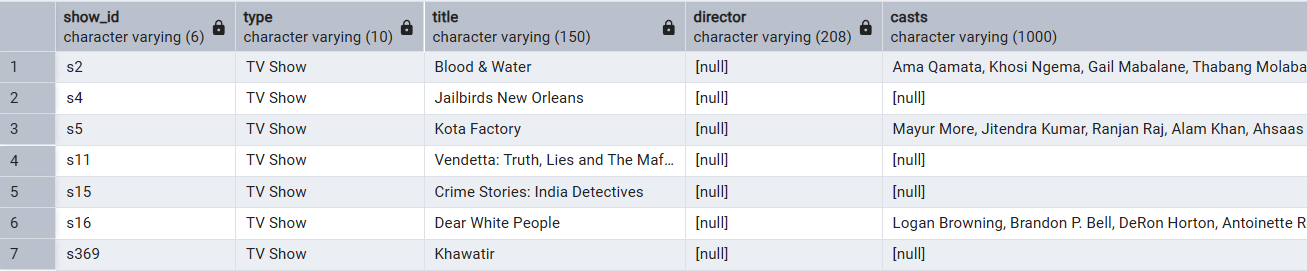 show_id type title director casts
character varying (6) character varying (10) character varying (150) character varying (208) character varying (1000)
1 s2 TV Show Blood & Water [null] Ama Qamata, Khosi Ngema, Gail Mabalane, Thabang Molaba
2 s4 TV Show Jailbirds New Orleans [null] [null]
3 s5 TV Show Kota Factory [null] Mayur More, Jitendra Kumar, Ranjan Raj, Alam Khan, Ahsaas
4 s11 TV Show Vendetta: Truth, Lies and The Maf... [null] [null]
5 s15 TV Show Crime Stories: India Detectives [null] [null]
6 s16 TV Show Dear White People [null] Logan Browning, Brandon P. Bell, DeRon Horton, Antoinette R
7 s369 TV Show Khawatir [null] [null]